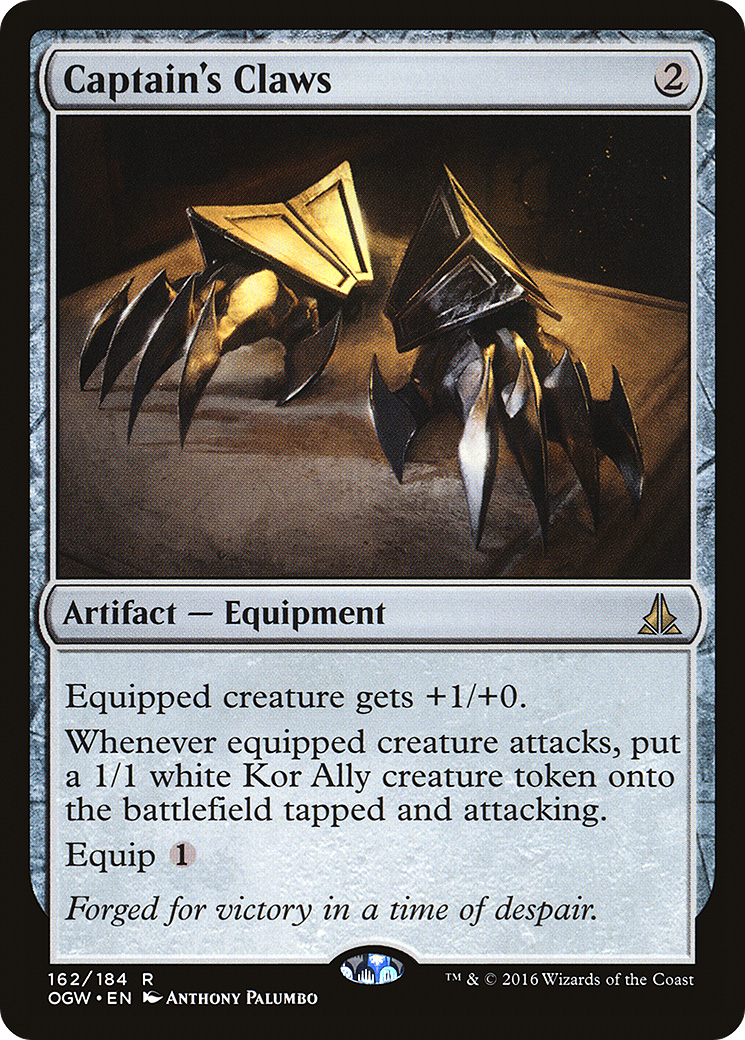 Captain's Claws 2
Artifact — Equipment
Equipped creature gets +1/+0.
Whenever equipped creature attacks, put
a 1/1 white Kor Ally creature token onto
the battlefield tapped and attacking.
Equip 1
Forged for victory in a time of despair.
162/184 R
™ & © 2016 Wizards of the Coast
OGW • EN Anthony Palumbo